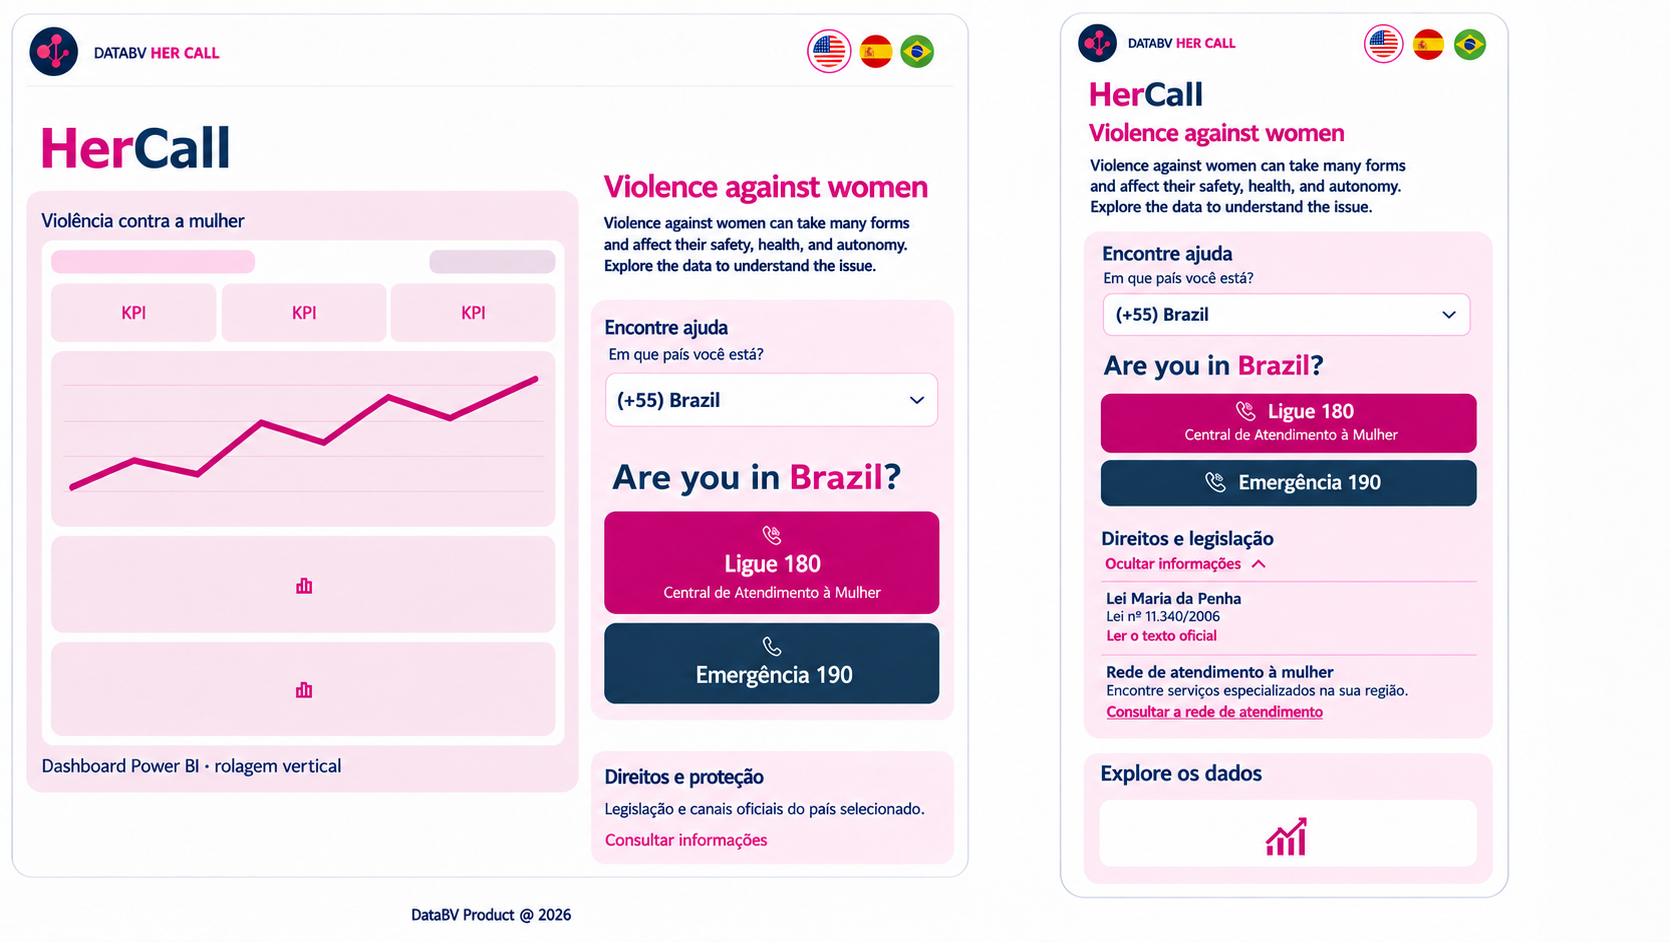 DATABV HER CALL
HerCall
Violência contra a mulher
KPI
KPI
KPI
Dashboard Power BI • rolagem vertical
Violence against women
Violence against women can take many forms
and affect their safety, health, and autonomy.
Explore the data to understand the issue.
Encontre ajuda
Em que país você está?
(+55) Brazil
Are you in Brazil?
Ligue 180
Central de Atendimento à Mulher
Emergência 190
Direitos e proteção
Legislação e canais oficiais do país selecionado.
Consultar informações
DataBV Product @ 2026
DATABV HER CALL
HerCall
Violence against women
Violence against women can take many forms
and affect their safety, health, and autonomy.
Explore the data to understand the issue.
Encontre ajuda
Em que país você está?
(+55) Brazil
Are you in Brazil?
Ligue 180
Central de Atendimento à Mulher
Emergência 190
Direitos e legislação
Ocultar informações
Lei Maria da Penha
Lei nº 11.340/2006
Ler o texto oficial
Rede de atendimento à mulher
Encontre serviços especializados na sua região.
Consultar a rede de atendimento
Explore os dados